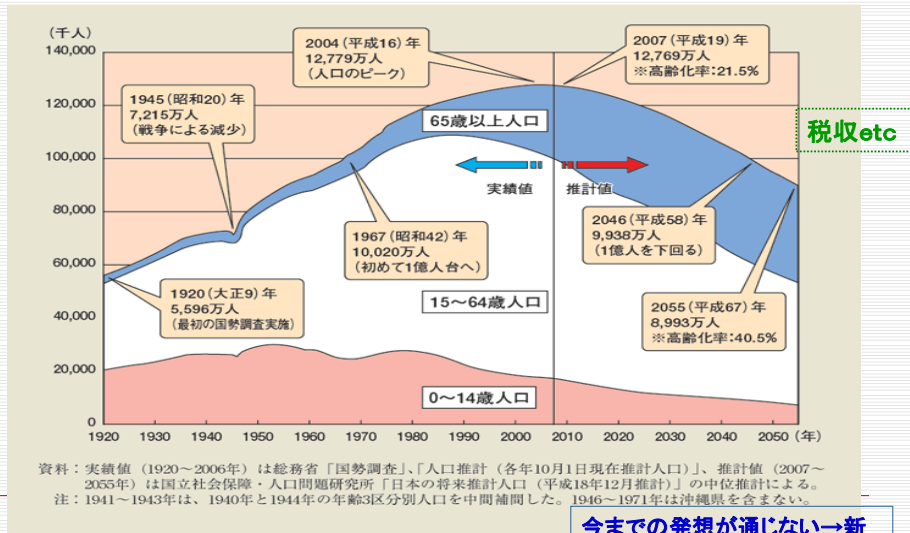 (千人)
140,000
120,000
100,000
80,000
60,000
40,000
20,000
0
2004(平成16)年
12,779万人
(人口のピーク)
2007(平成19)年
12,769万人
※高齢化率:21.5%
1945(昭和20)年
7,215万人
(戦争による減少)
65歳以上人口
税収etc
実績値
推計値
1967(昭和42)年
10,020万人
(初めて1億人台へ)
2046(平成58)年
9,938万人
(1億人を下回る)
1920(大正9)年
5,596万人
(最初の国勢調査実施)
15~64歳人口
2055(平成67)年
8,993万人
※高齢化率:40.5%
0~14歳人口
1920 1930 1940 1950 1960 1970 1980 1990 2000 2010 2020 2030 2040 2050 (年)
資料:実績値(1920~2006年)は総務省「国勢調査」、「人口推計(各年10月1日現在推計人口)」、推計値(2007~
2055年)は国立社会保障・人口問題研究所「日本の将来推計人口(平成18年12月推計)」の中位推計による。
注:1941~1943年は、1940年と1944年の年齢3区分別人口を中間補間した。1946~1971年は沖縄県を含まない。
今までの発想が通じない→新